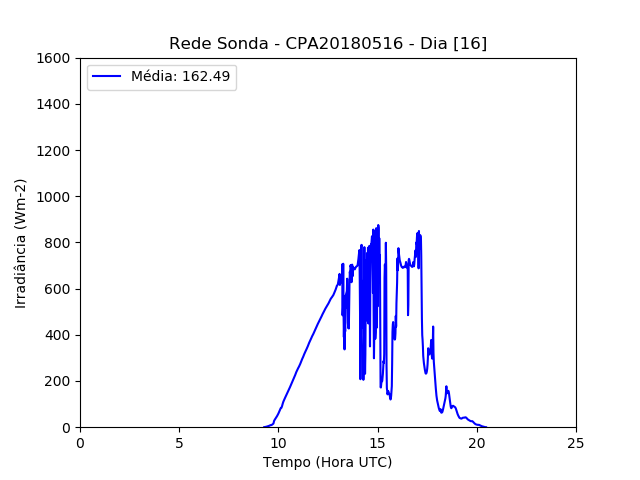 Rede Sonda - CPA20180516 - Dia [16]
Média: 162.49
1600
1400
1200
1000
800
600
400
200
0
Irradiância (Wm-2)
0 5 10 15 20 25
Tempo (Hora UTC)